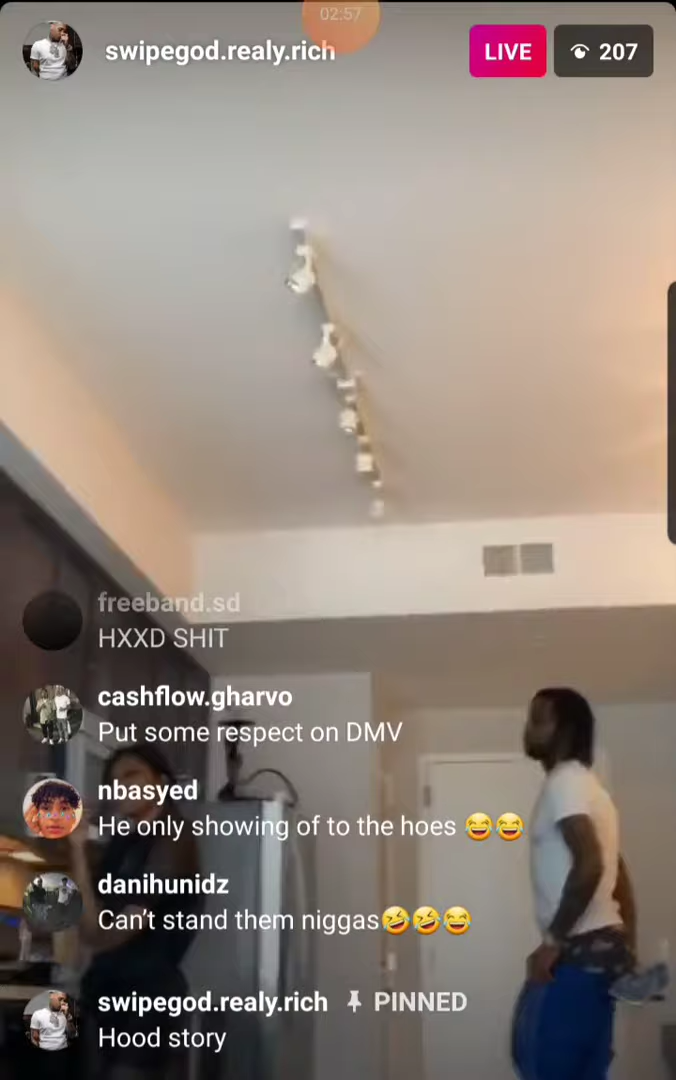 02:57
swipegod.realy.rich
LIVE
207
freeband.sd
HXXD SHIT
cashflow.gharvo
Put some respect on DMV
nbasyed
He only showing of to the hoes 😂😂
danihunidz
Can't stand them niggas🤣🤣😂
swipegod.realy.rich PINNED
Hood story